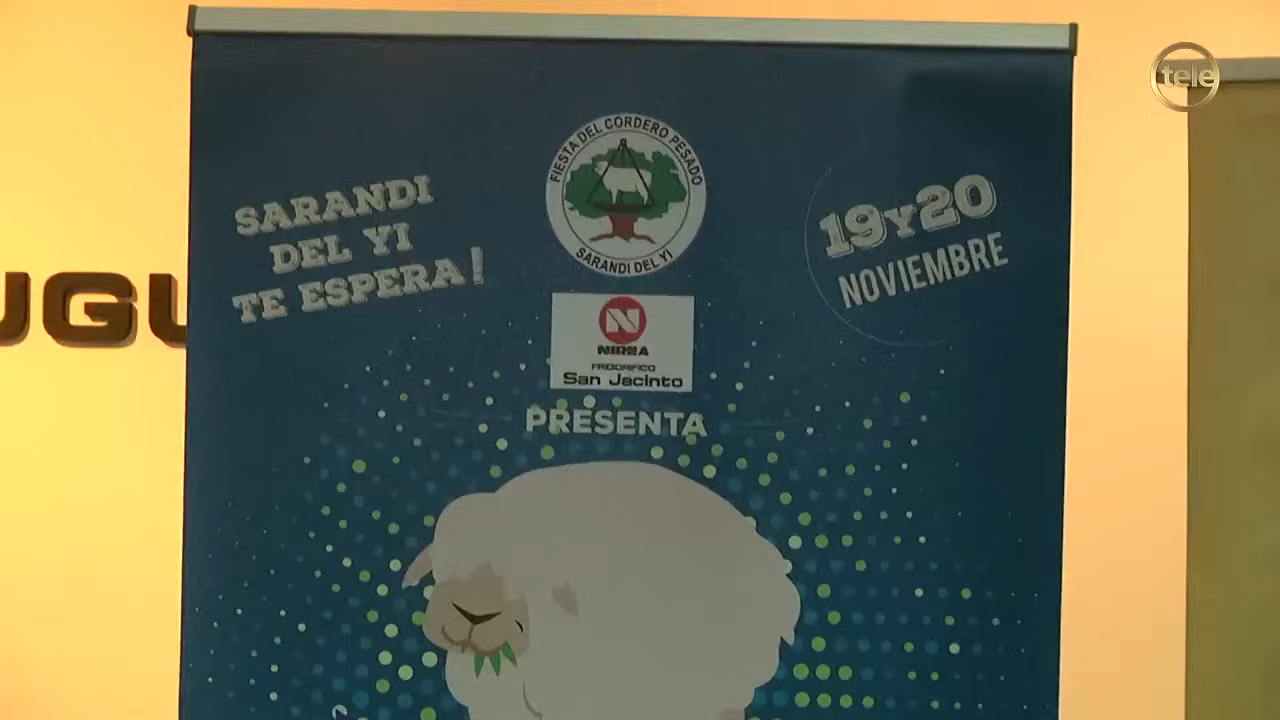 tele
FIESTA DEL CORDERO PESADO
SARANDI DEL YI
SARANDI
DEL YI
TE ESPERA!
19Y20
NOVIEMBRE
UGU
NIREA
FRIGORIFICO
San Jacinto
PRESENTA